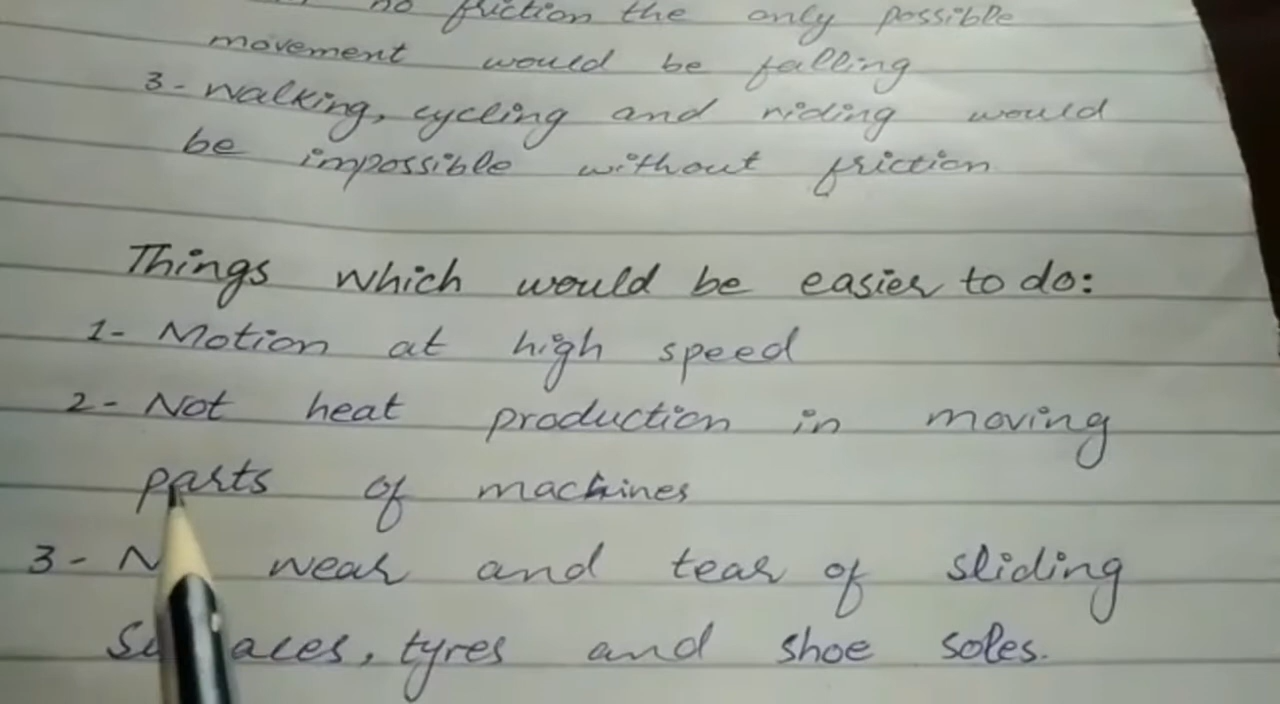 no friction the only possible
movement would be falling
3- walking, cycling and riding would
be impossible without friction
Things which would be easier to do:
1- Motion at high speed
2- Not heat production in moving
parts of machines
3- wear and tear of sliding
tyres and shoe soles.